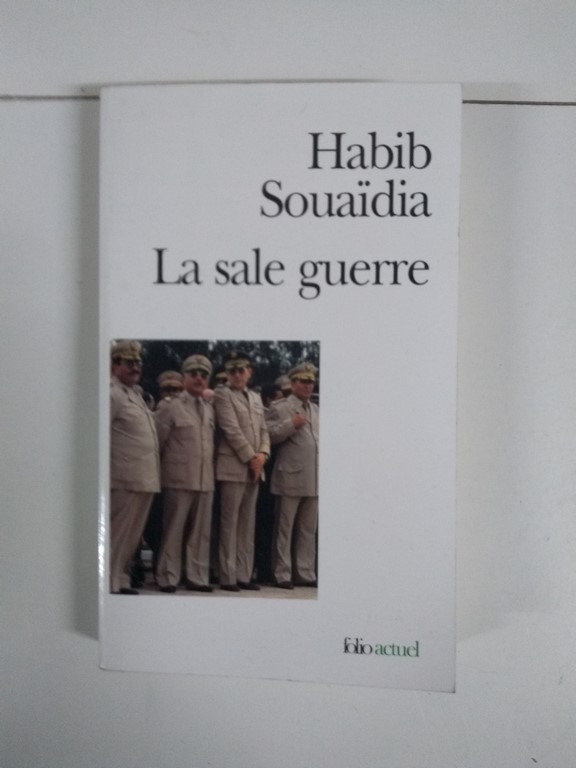 Habib
Souaïdia
La sale guerre
folio actuel